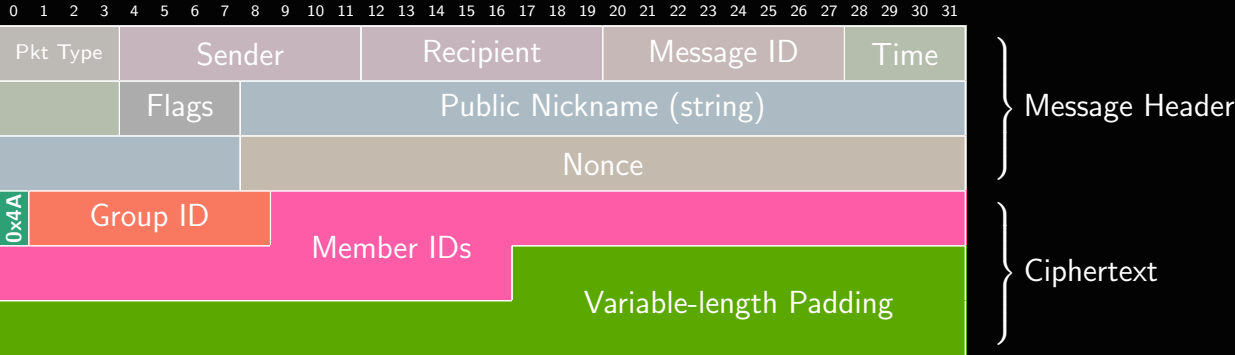 0 1 2 3 4 5 6 7 8 9 10 11 12 13 14 15 16 17 18 19 20 21 22 23 24 25 26 27 28 29 30 31
Pkt Type Sender Recipient Message ID Time
Flags Public Nickname (string) Message Header
Nonce
0x4A Group ID
Member IDs
Ciphertext
Variable-length Padding